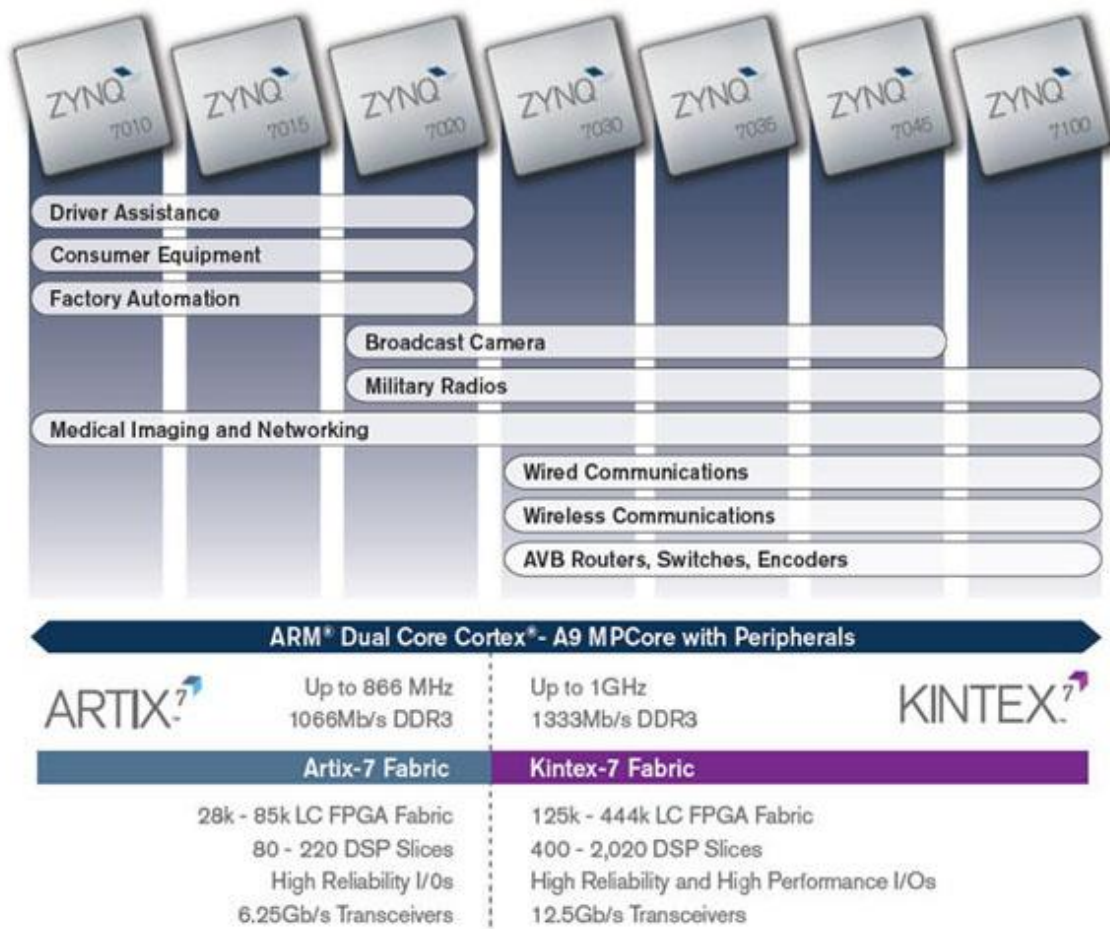 ZYNQ 7010
ZYNQ 7015
ZYNQ 7020
ZYNQ 7030
ZYNQ 7035
ZYNQ 7045
ZYNQ 7100
Driver Assistance
Consumer Equipment
Factory Automation
Broadcast Camera
Military Radios
Medical Imaging and Networking
Wired Communications
Wireless Communications
AVB Routers, Switches, Encoders
ARM® Dual Core Cortex®- A9 MPCore with Peripherals
ARTIX7™
Up to 866 MHz
1066Mb/s DDR3
Up to 1GHz
1333Mb/s DDR3
KINTEX7™
Artix-7 Fabric
Kintex-7 Fabric
28k - 85k LC FPGA Fabric
80 - 220 DSP Slices
High Reliability I/0s
6.25Gb/s Transceivers
125k - 444k LC FPGA Fabric
400 - 2,020 DSP Slices
High Reliability and High Performance I/Os
12.5Gb/s Transceivers